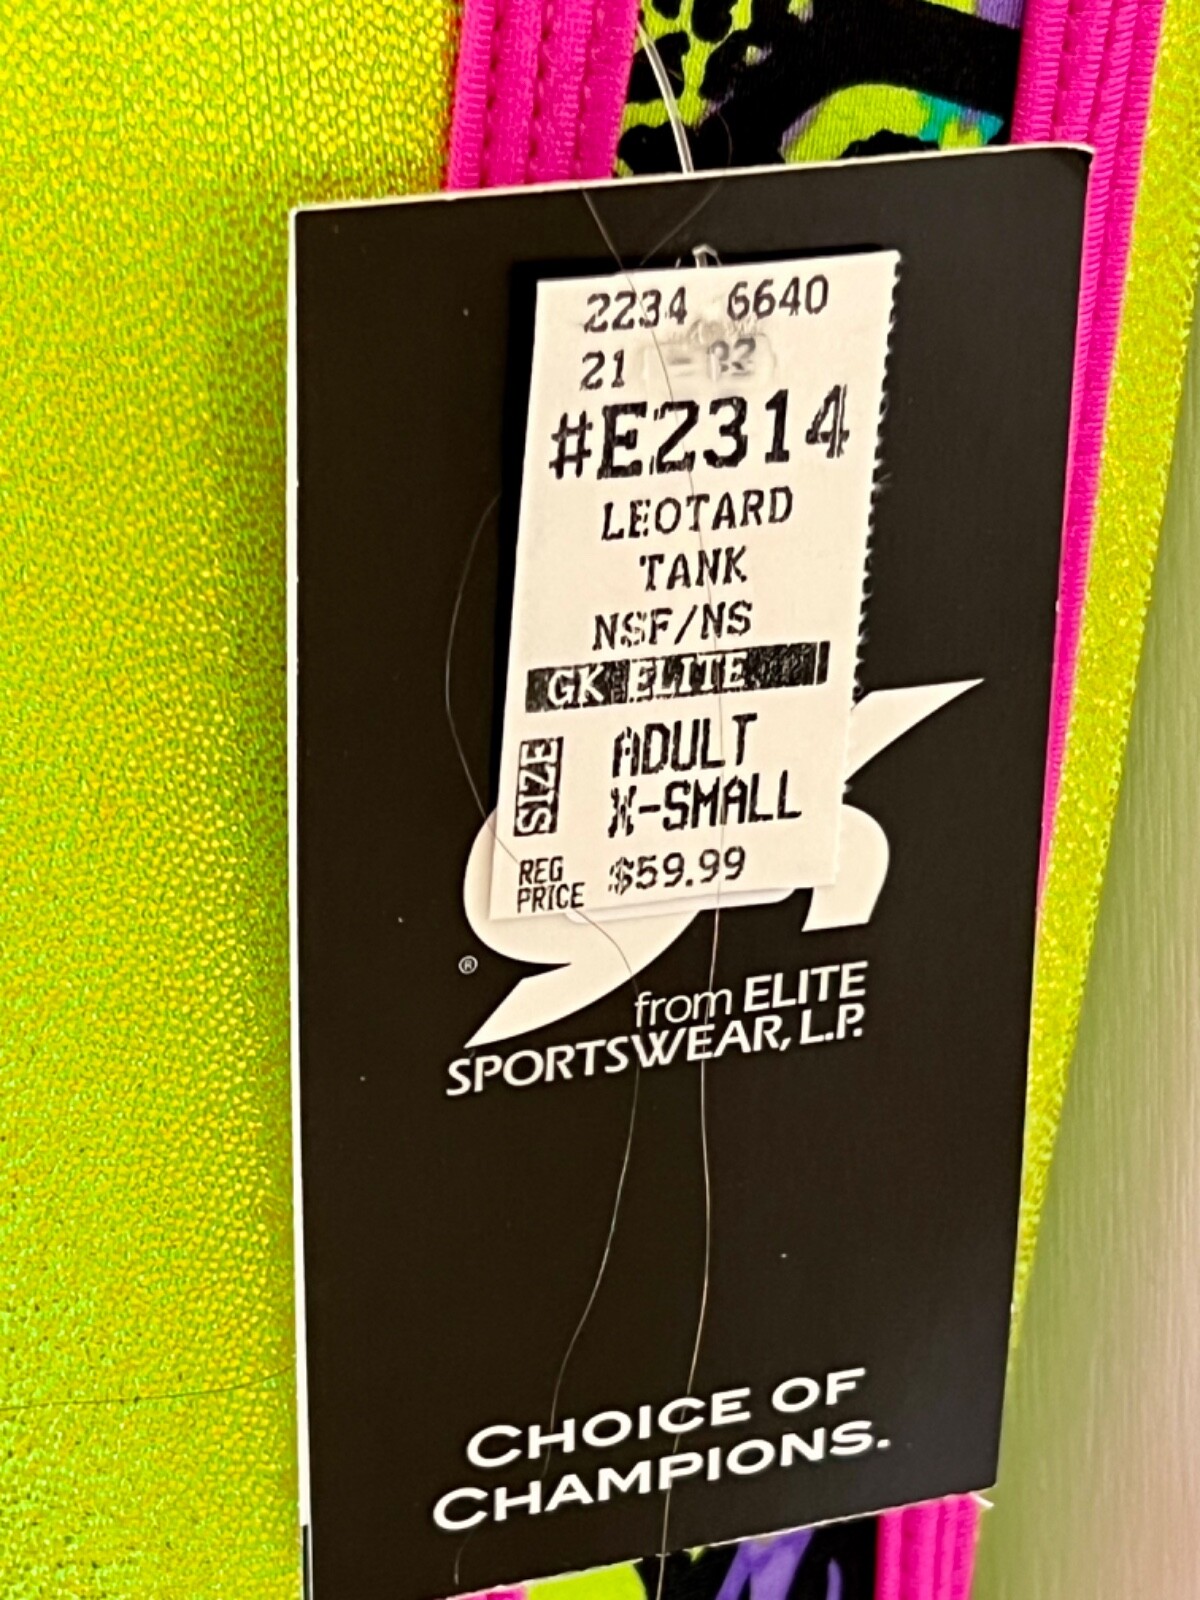 2234 6640
21
#E2314
LEOTARD
TANK
NSF/NS
GK ELITE
SIZE
ADULT
X-SMALL
REG
PRICE
$59.99
®
from ELITE
SPORTSWEAR, L.P.
CHOICE OF
CHAMPIONS.